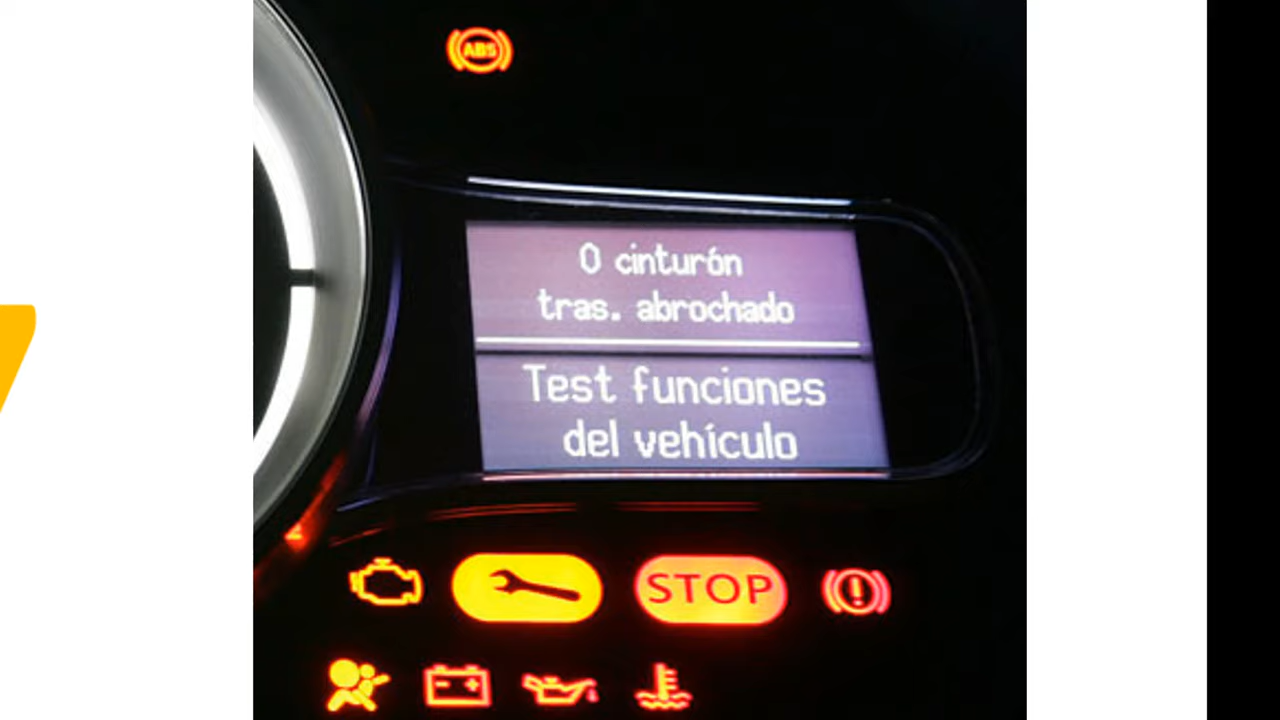 ABS
0 cinturón
tras. abrochado
Test funciones
del vehículo
STOP